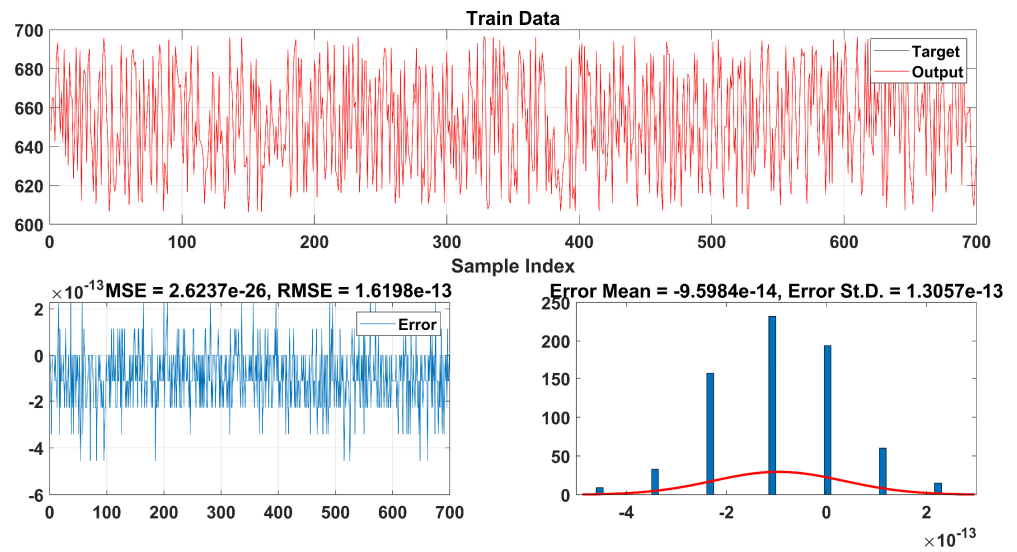 Train Data
700
680
660
640
620
600
Target
Output
0 100 200 300 400 500 600 700
Sample Index
×10⁻¹³
MSE = 2.6237e-26, RMSE = 1.6198e-13
2
0
-2
-4
-6
Error
0 100 200 300 400 500 600 700
Error Mean = -9.5984e-14, Error St.D. = 1.3057e-13
250
200
150
100
50
0
-4 -2 0 2
×10⁻¹³